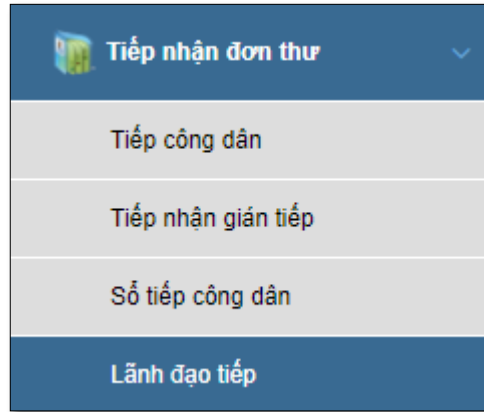 Tiếp nhận đơn thư
Tiếp công dân
Tiếp nhận gián tiếp
Sổ tiếp công dân
Lãnh đạo tiếp